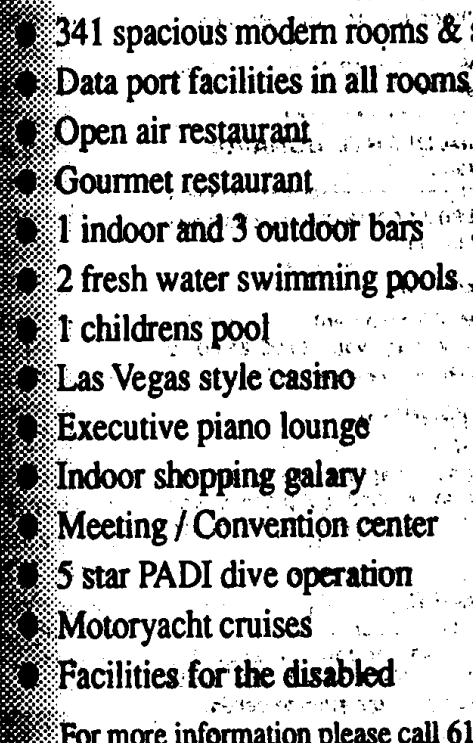 341 spacious modern rooms &
Data port facilities in all rooms
Open air restaurant
Gourmet restaurant
1 indoor and 3 outdoor bars
2 fresh water swimming pools
1 childrens pool
Las Vegas style casino
Executive piano lounge
Indoor shopping galary
Meeting / Convention center
5 star PADI dive operation
Motoryacht cruises
Facilities for the disabled
For more information please call 61